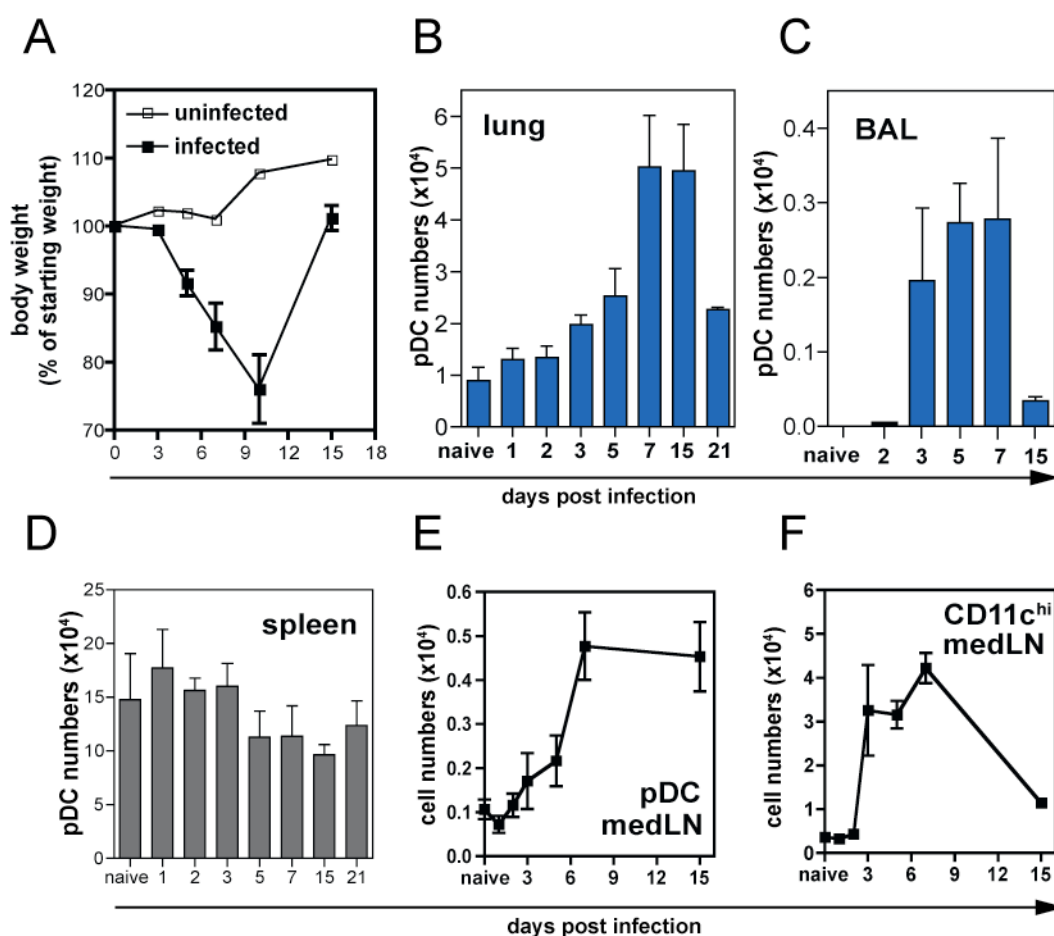 A
B
C
120
110
100
90
80
70
0
3
6
9
12
15
18
body weight
(% of starting weight)
uninfected
infected
6
5
4
3
2
1
0
pDC numbers (x10⁴)
lung
naive
1
2
3
5
7
15
21
0.4
0.3
0.2
0.1
0.0
pDC numbers (x10⁴)
BAL
naive
2
3
5
7
15
days post infection
D
E
F
25
20
15
10
5
0
pDC numbers (x10⁴)
spleen
naive
1
2
3
5
7
15
21
0.6
0.5
0.4
0.3
0.2
0.1
0.0
cell numbers (x10⁴)
pDC
medLN
naive
3
6
9
12
15
6
5
4
3
2
1
0
cell numbers (x10⁴)
CD11cʰⁱ
medLN
naive
3
6
9
12
15
days post infection